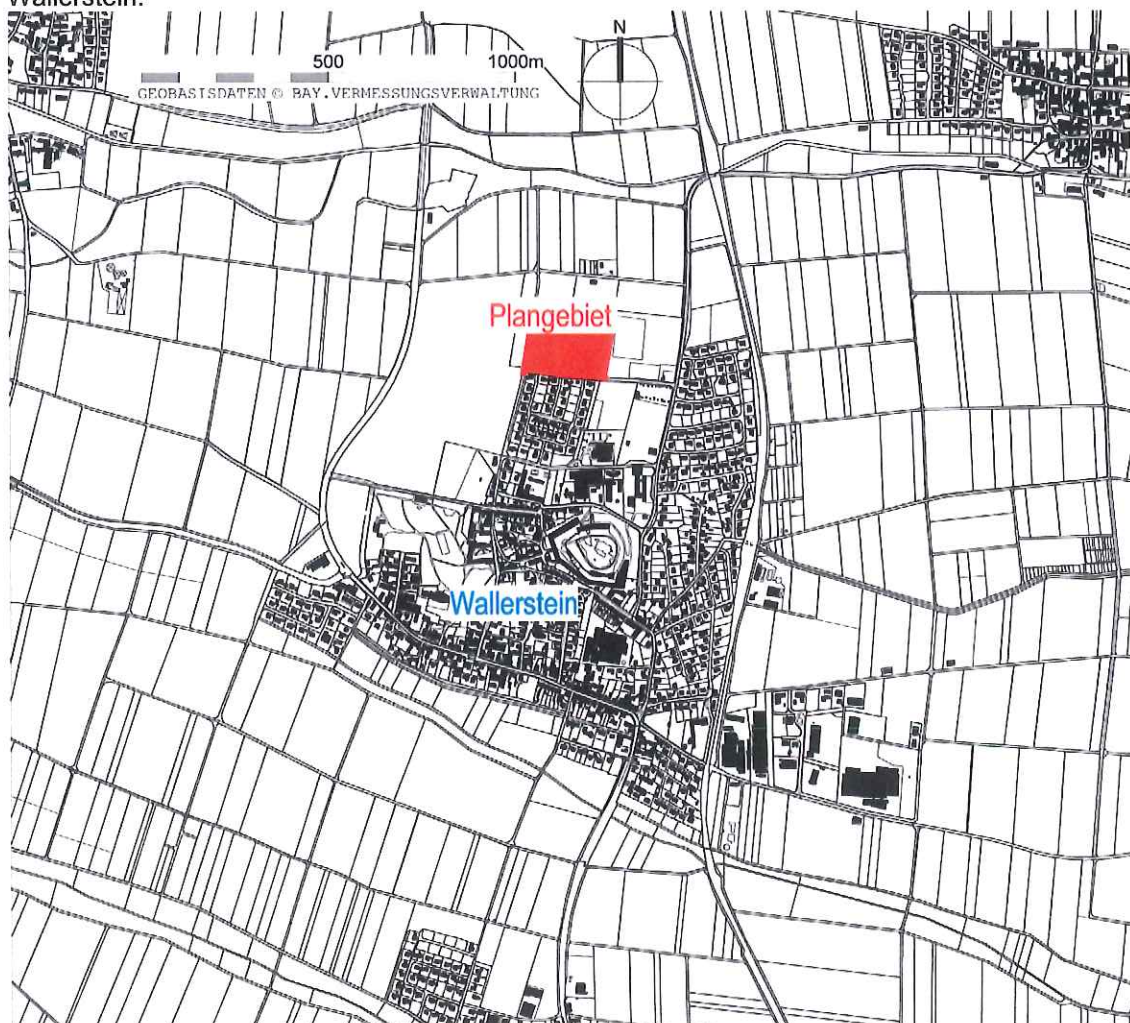 Wallerstein.
500 1000m
N
GEOBASISDATEN © BAY.VERMESSUNGSVERWALTUNG
Plangebiet
Wallerstein